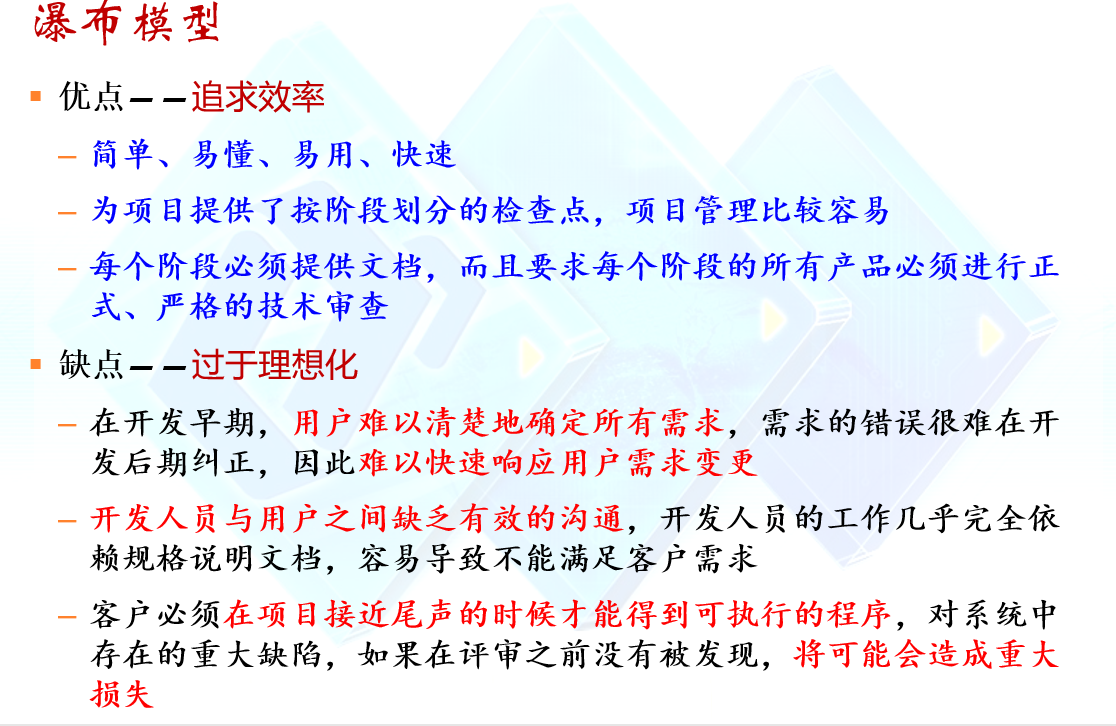 瀑布模型
优点——追求效率
– 简单、易懂、易用、快速
– 为项目提供了按阶段划分的检查点，项目管理比较容易
– 每个阶段必须提供文档，而且要求每个阶段的所有产品必须进行正
式、严格的技术审查
缺点——过于理想化
– 在开发早期，用户难以清楚地确定所有需求，需求的错误很难在开
发后期纠正，因此难以快速响应用户需求变更
– 开发人员与用户之间缺乏有效的沟通，开发人员的工作几乎完全依
赖规格说明文档，容易导致不能满足客户需求
– 客户必须在项目接近尾声的时候才能得到可执行的程序，对系统中
存在的重大缺陷，如果在评审之前没有被发现，将可能会造成重大
损失